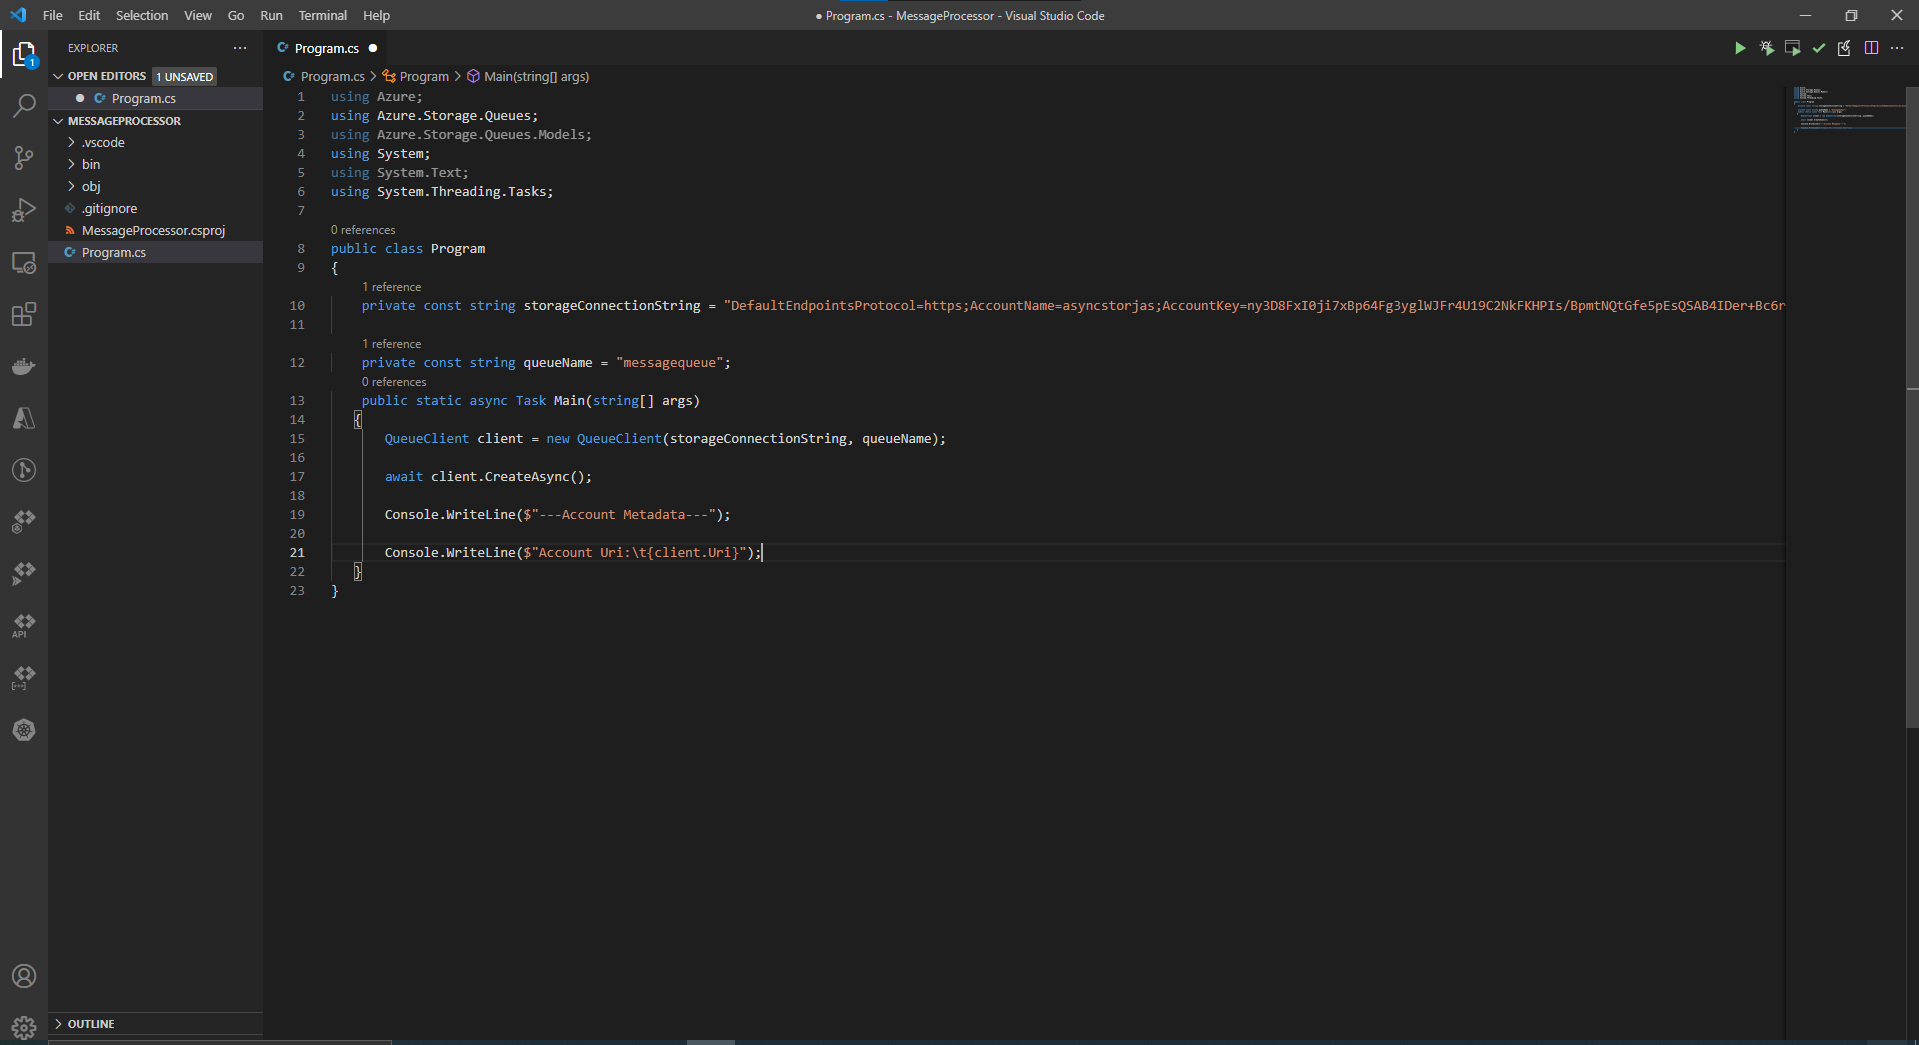 File Edit Selection View Go Run Terminal Help
● Program.cs - MessageProcessor - Visual Studio Code
EXPLORER
OPEN EDITORS 1 UNSAVED
Program.cs
MESSAGEPROCESSOR
.vscode
bin
obj
.gitignore
MessageProcessor.csproj
Program.cs
OUTLINE
1
API
Program.cs
Program.cs > Program > Main(string[] args)
1 using Azure;
2 using Azure.Storage.Queues;
3 using Azure.Storage.Queues.Models;
4 using System;
5 using System.Text;
6 using System.Threading.Tasks;
7
0 references
8 public class Program
9 {
1 reference
10 private const string storageConnectionString = "DefaultEndpointsProtocol=https;AccountName=asyncstorjas;AccountKey=ny3D8FxI0ji7xBp64Fg3yglWJFr4U19C2NkFKHPIs/BpmtNQtGfe5pEsQSAB4IDer+Bc6r
11
1 reference
12 private const string queueName = "messagequeue";
0 references
13 public static async Task Main(string[] args)
14 {
15 QueueClient client = new QueueClient(storageConnectionString, queueName);
16
17 await client.CreateAsync();
18
19 Console.WriteLine($"---Account Metadata---");
20
21 Console.WriteLine($"Account Uri:\t{client.Uri}");
22 }
23 }